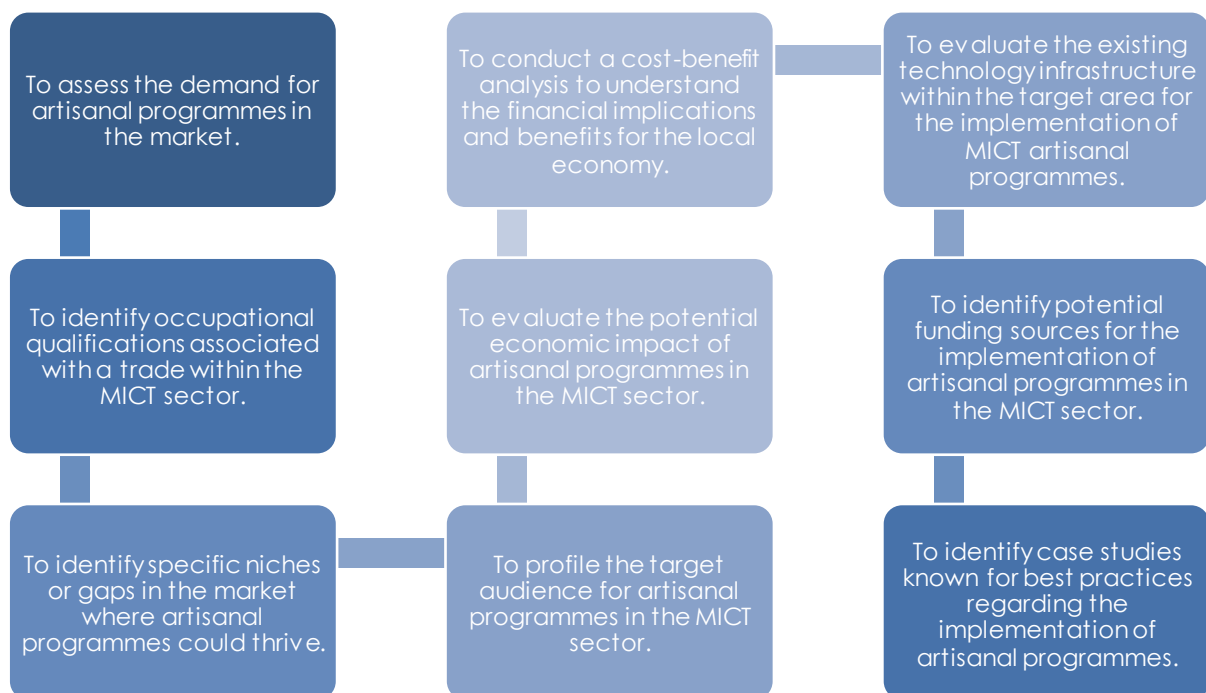 To assess the demand for
artisanal programmes in
the market.
To identify occupational
qualifications associated
with a trade within the
MICT sector.
To identify specific niches
or gaps in the market
where artisanal
programmes could thrive.
To profile the target
audience for artisanal
programmes in the MICT
sector.
To evaluate the potential
economic impact of
artisanal programmes in
the MICT sector.
To conduct a cost-benefit
analysis to understand
the financial implications
and benefits for the local
economy.
To evaluate the existing
technology infrastructure
within the target area for
the implementation of
MICT artisanal
programmes.
To identify potential
funding sources for the
implementation of
artisanal programmes in
the MICT sector.
To identify case studies
known for best practices
regarding the
implementation of
artisanal programmes.